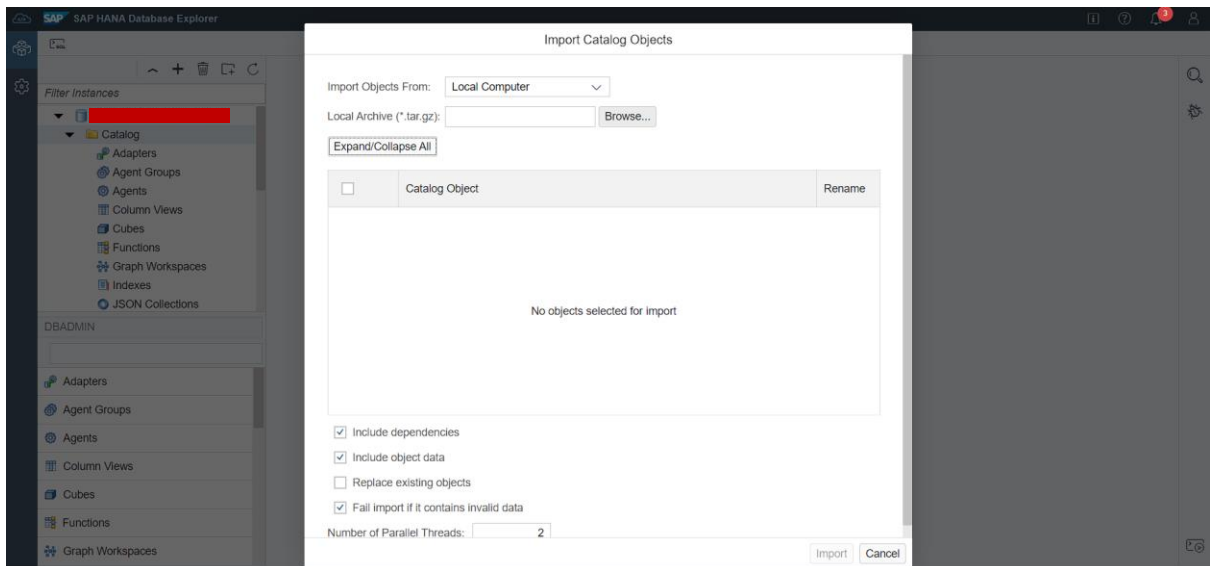 SAP SAP HANA Database Explorer
3
Filter Instances
Catalog
Adapters
Agent Groups
Agents
Column Views
Cubes
Functions
Graph Workspaces
Indexes
JSON Collections
DBADMIN
Adapters
Agent Groups
Agents
Column Views
Cubes
Functions
Graph Workspaces
Import Catalog Objects
Import Objects From: Local Computer
Local Archive (*.tar.gz): Browse...
Expand/Collapse All
Catalog Object Rename
No objects selected for import
Include dependencies
Include object data
Replace existing objects
Fail import if it contains invalid data
Number of Parallel Threads: 2
Import Cancel